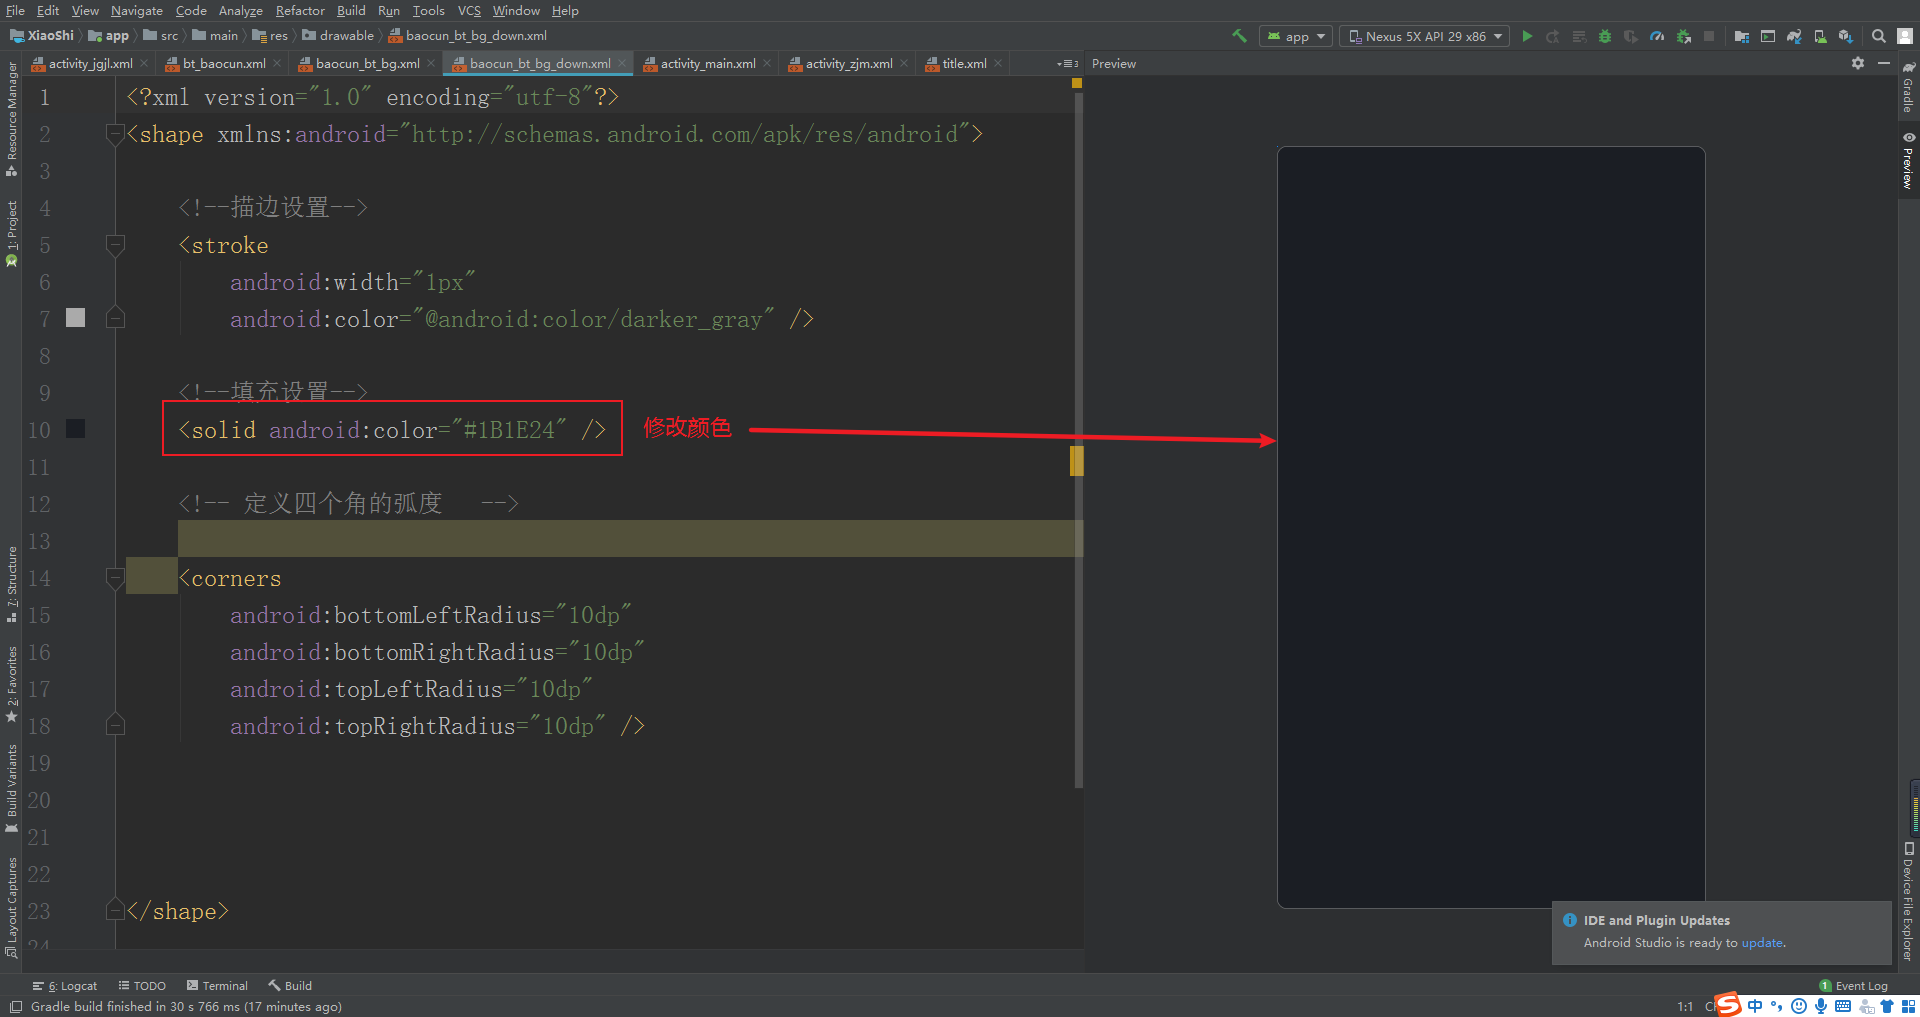 File Edit View Navigate Code Analyze Refactor Build Run Tools VCS Window Help
XiaoShi app src main res drawable baocun_bt_bg_down.xml
app Nexus 5X API 29 x86
activity_jgjl.xml bt_baocun.xml baocun_bt_bg.xml baocun_bt_bg_down.xml activity_main.xml activity_zjm.xml title.xml 3 Preview
1 <?xml version="1.0" encoding="utf-8"?>
2 <shape xmlns:android="http://schemas.android.com/apk/res/android">
3
4 <!--描边设置-->
5 <stroke
6 android:width="1px"
7 android:color="@android:color/darker_gray" />
8
9 <!--填充设置-->
10 <solid android:color="#1B1E24" /> 修改颜色
11
12 <!-- 定义四个角的弧度 -->
13
14 <corners
15 android:bottomLeftRadius="10dp"
16 android:bottomRightRadius="10dp"
17 android:topLeftRadius="10dp"
18 android:topRightRadius="10dp" />
19
20
21
22
23 </shape>
24
Resource Manager
1: Project
7: Structure
2: Favorites
Build Variants
Layout Captures
Gradle
Preview
Device File Explorer
IDE and Plugin Updates
Android Studio is ready to update.
6: Logcat TODO Terminal Build 1 Event Log
Gradle build finished in 30 s 766 ms (17 minutes ago) 1:1 S 中